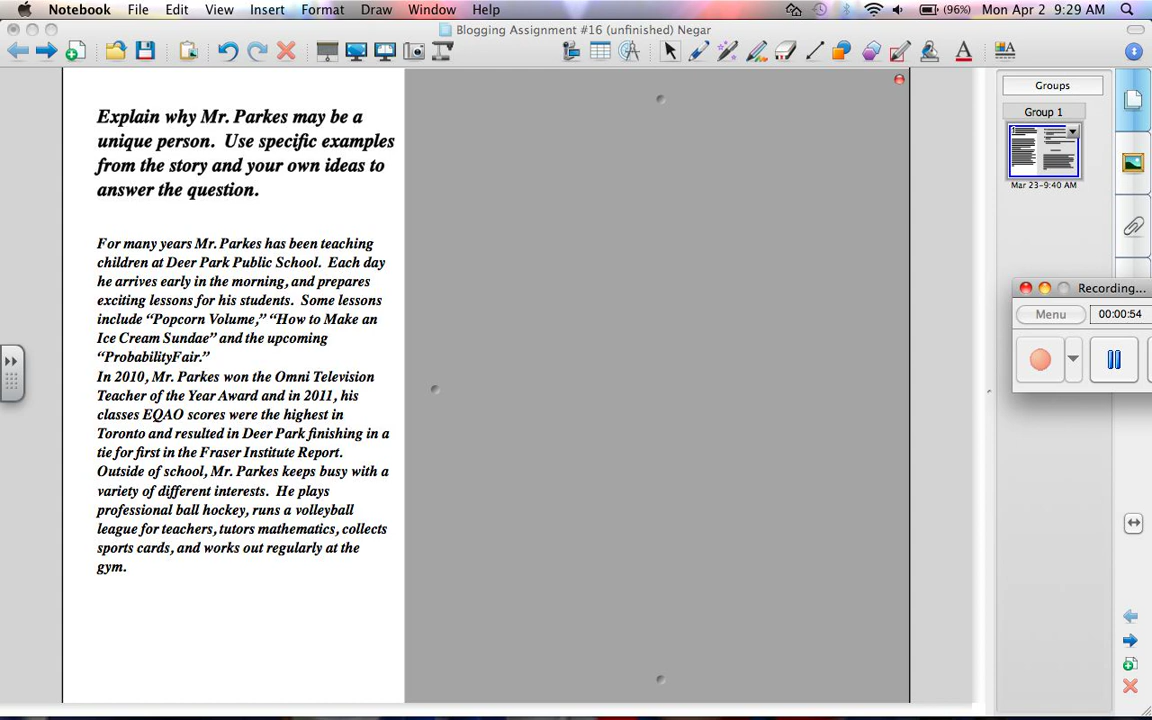 Notebook File Edit View Insert Format Draw Window Help (96%) Mon Apr 2 9:29 AM
Blogging Assignment #16 (unfinished) Negar
Groups
Group 1
Mar 23-9:40 AM
Explain why Mr. Parkes may be a
unique person. Use specific examples
from the story and your own ideas to
answer the question.
For many years Mr. Parkes has been teaching
children at Deer Park Public School. Each day
he arrives early in the morning, and prepares
exciting lessons for his students. Some lessons
include “Popcorn Volume,” “How to Make an
Ice Cream Sundae” and the upcoming
“ProbabilityFair.”
In 2010, Mr. Parkes won the Omni Television
Teacher of the Year Award and in 2011, his
classes EQAO scores were the highest in
Toronto and resulted in Deer Park finishing in a
tie for first in the Fraser Institute Report.
Outside of school, Mr. Parkes keeps busy with a
variety of different interests. He plays
professional ball hockey, runs a volleyball
league for teachers, tutors mathematics, collects
sports cards, and works out regularly at the
gym.
Recording...
Menu 00:00:54